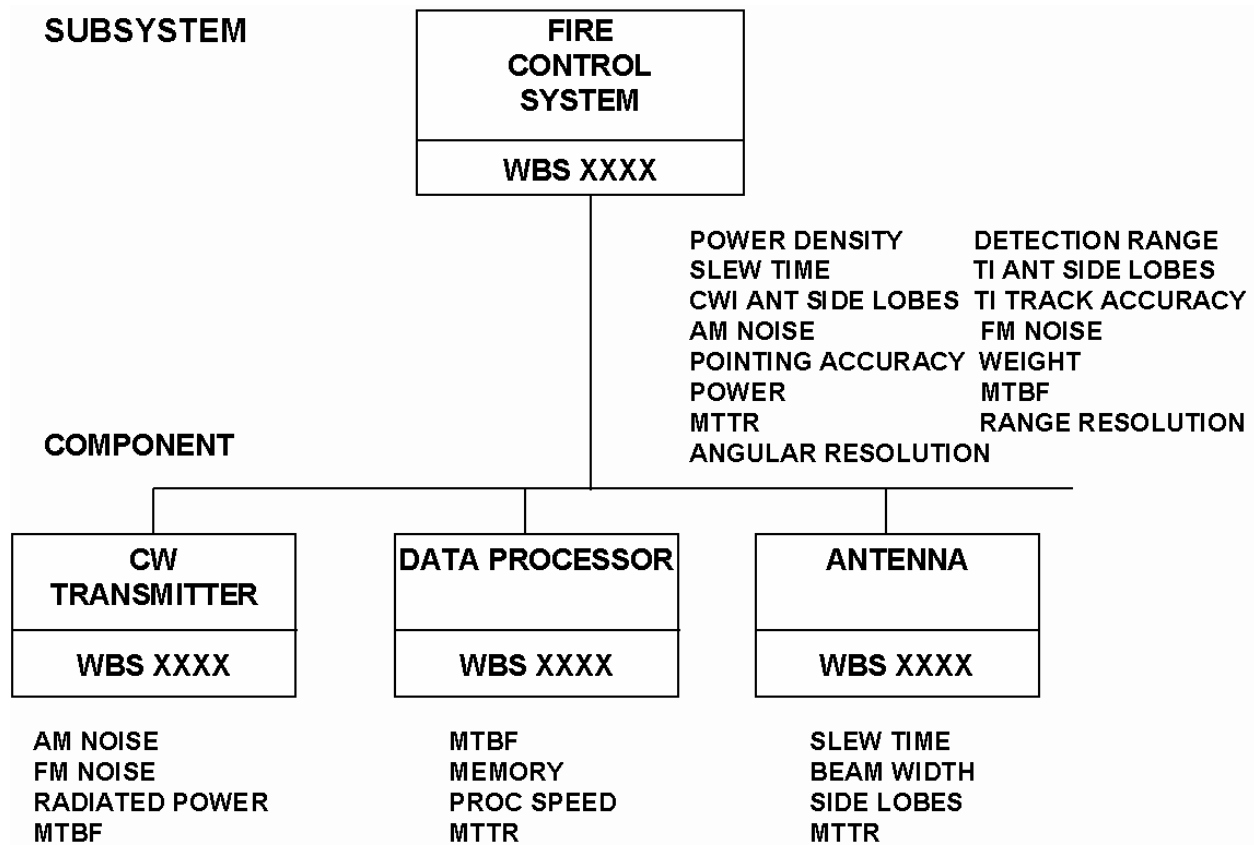 SUBSYSTEM
FIRE
CONTROL
SYSTEM
WBS XXXX
POWER DENSITY DETECTION RANGE
SLEW TIME TI ANT SIDE LOBES
CWI ANT SIDE LOBES TI TRACK ACCURACY
AM NOISE FM NOISE
POINTING ACCURACY WEIGHT
POWER MTBF
MTTR RANGE RESOLUTION
ANGULAR RESOLUTION
COMPONENT
CW
TRANSMITTER
WBS XXXX
AM NOISE
FM NOISE
RADIATED POWER
MTBF
DATA PROCESSOR
WBS XXXX
MTBF
MEMORY
PROC SPEED
MTTR
ANTENNA
WBS XXXX
SLEW TIME
BEAM WIDTH
SIDE LOBES
MTTR